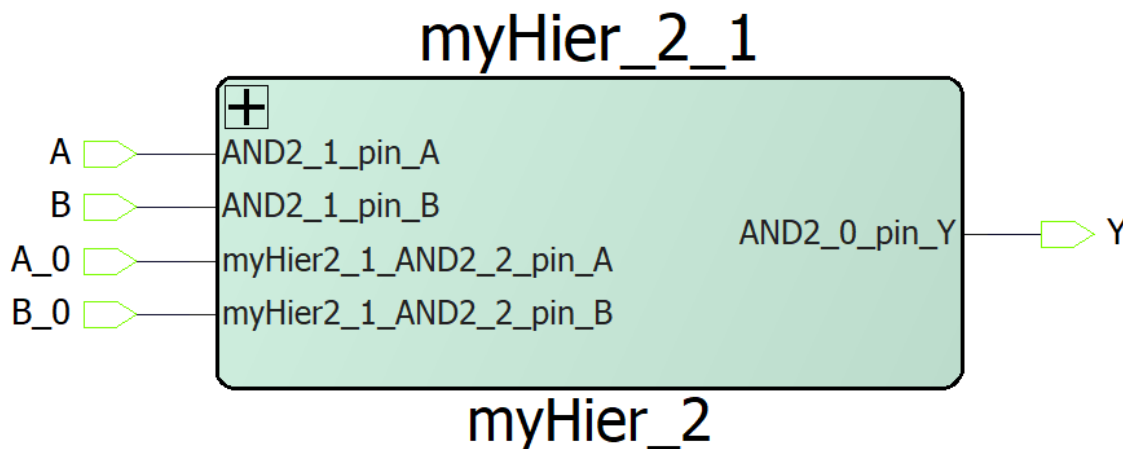 myHier_2_1
A
AND2_1_pin_A
B
AND2_1_pin_B
AND2_0_pin_Y
Y
A_0
myHier2_1_AND2_2_pin_A
B_0
myHier2_1_AND2_2_pin_B
myHier_2